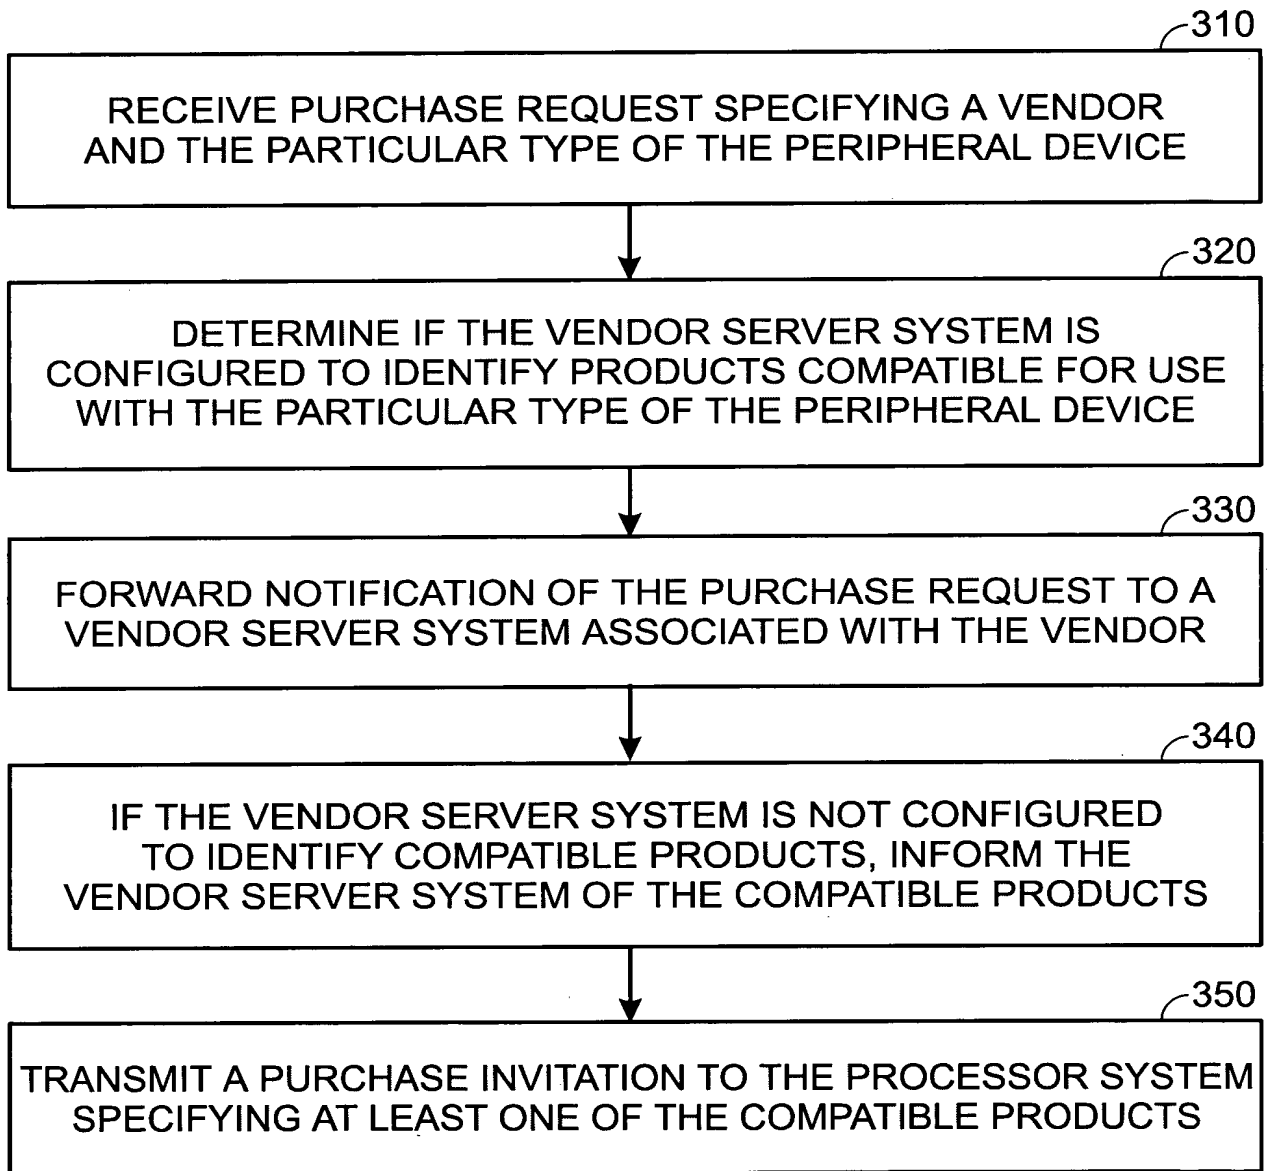 310
RECEIVE PURCHASE REQUEST SPECIFYING A VENDOR
AND THE PARTICULAR TYPE OF THE PERIPHERAL DEVICE
320
DETERMINE IF THE VENDOR SERVER SYSTEM IS
CONFIGURED TO IDENTIFY PRODUCTS COMPATIBLE FOR USE
WITH THE PARTICULAR TYPE OF THE PERIPHERAL DEVICE
330
FORWARD NOTIFICATION OF THE PURCHASE REQUEST TO A
VENDOR SERVER SYSTEM ASSOCIATED WITH THE VENDOR
340
IF THE VENDOR SERVER SYSTEM IS NOT CONFIGURED
TO IDENTIFY COMPATIBLE PRODUCTS, INFORM THE
VENDOR SERVER SYSTEM OF THE COMPATIBLE PRODUCTS
350
TRANSMIT A PURCHASE INVITATION TO THE PROCESSOR SYSTEM
SPECIFYING AT LEAST ONE OF THE COMPATIBLE PRODUCTS